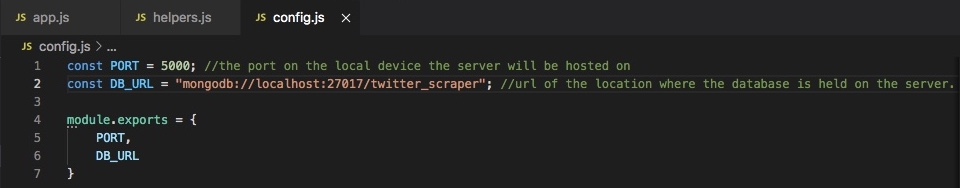 JS app.js JS helpers.js JS config.js ×
JS config.js > ...
1 const PORT = 5000; //the port on the local device the server will be hosted on
2 const DB_URL = "mongodb://localhost:27017/twitter_scraper"; //url of the location where the database is held on the server.
3
4 module.exports = {
5 PORT,
6 DB_URL
7 }